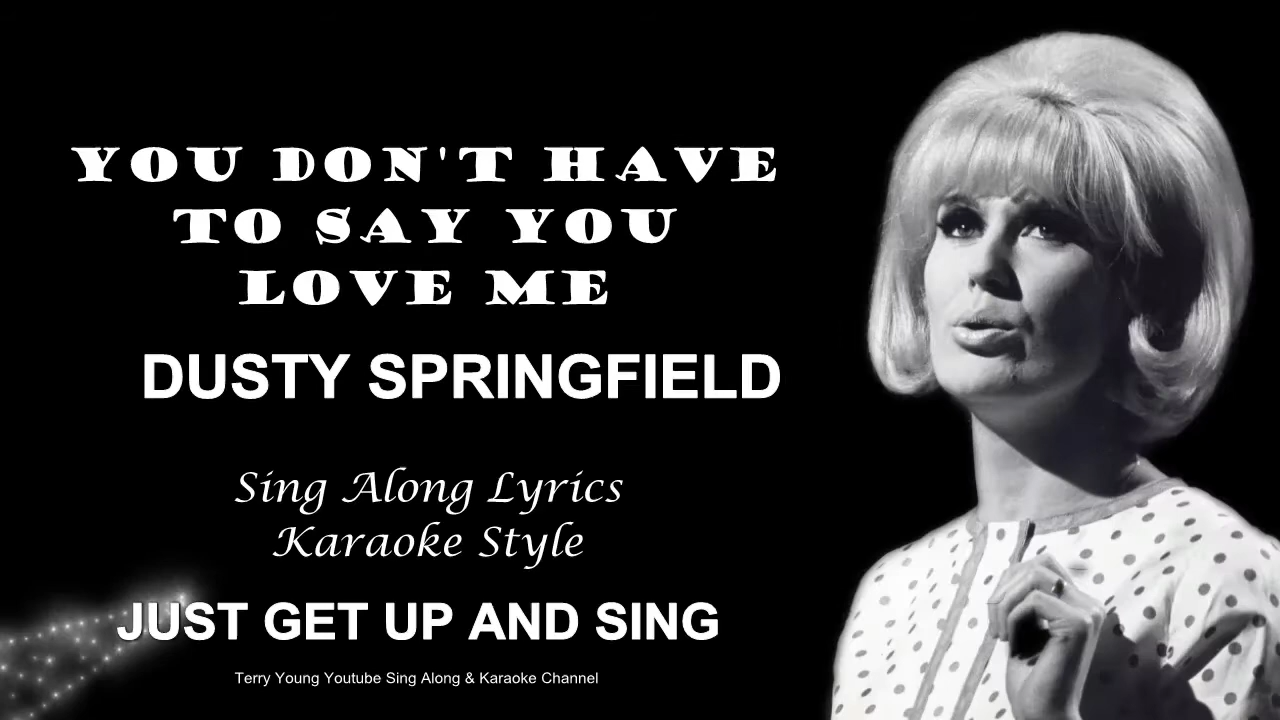 YOU DON'T HAVE
TO SAY YOU
LOVE ME
DUSTY SPRINGFIELD
Sing Along Lyrics
Karaoke Style
JUST GET UP AND SING
Terry Young Youtube Sing Along & Karaoke Channel